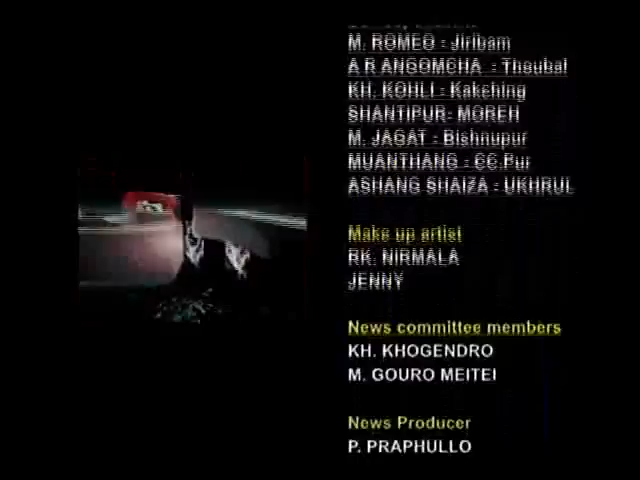 M. ROMEO : Jiribam
A R ANGOMCHA : Thoubal
KH. KOHLI : Kakching
SHANTIPUR- MOREH
M. JAGAT : Bishnupur
MUANTHANG : CC.Pur
ASHANG SHAIZA : UKHRUL
Make up artist
RK. NIRMALA
JENNY
News committee members
KH. KHOGENDRO
M. GOURO MEITEI
News Producer
P. PRAPHULLO